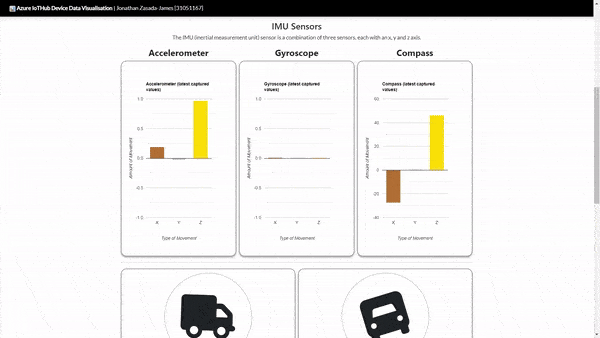 Azure IoTHub Device Data Visualisation | Jonathan Zasada-James [31051167]
IMU Sensors
The IMU (inertial measurement unit) sensor is a combination of three sensors, each with an x, y and z axis.
Accelerometer
Gyroscope
Compass
Accelerometer (latest captured
values)
1.0
0.5
0.0
-0.5
-1.0
Amount of Movement
X Y Z
Type of Movement
Gyroscope (latest captured
values)
1.0
0.5
0.0
-0.5
-1.0
Amount of Movement
X Y Z
Type of Movement
Compass (latest captured
values)
60
40
20
0
-20
-40
Amount of Movement
X Y Z
Type of Movement